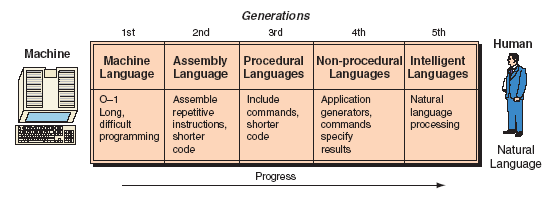 Generations
1st 2nd 3rd 4th 5th
Machine
Human
Machine Language
Assembly Language
Procedural Languages
Non-procedural Languages
Intelligent Languages
O–1
Long,
difficult
programming
Assemble
repetitive
instructions,
shorter
code
Include
commands,
shorter
code
Application
generators,
commands
specify
results
Natural
language
processing
Natural
Language
Progress